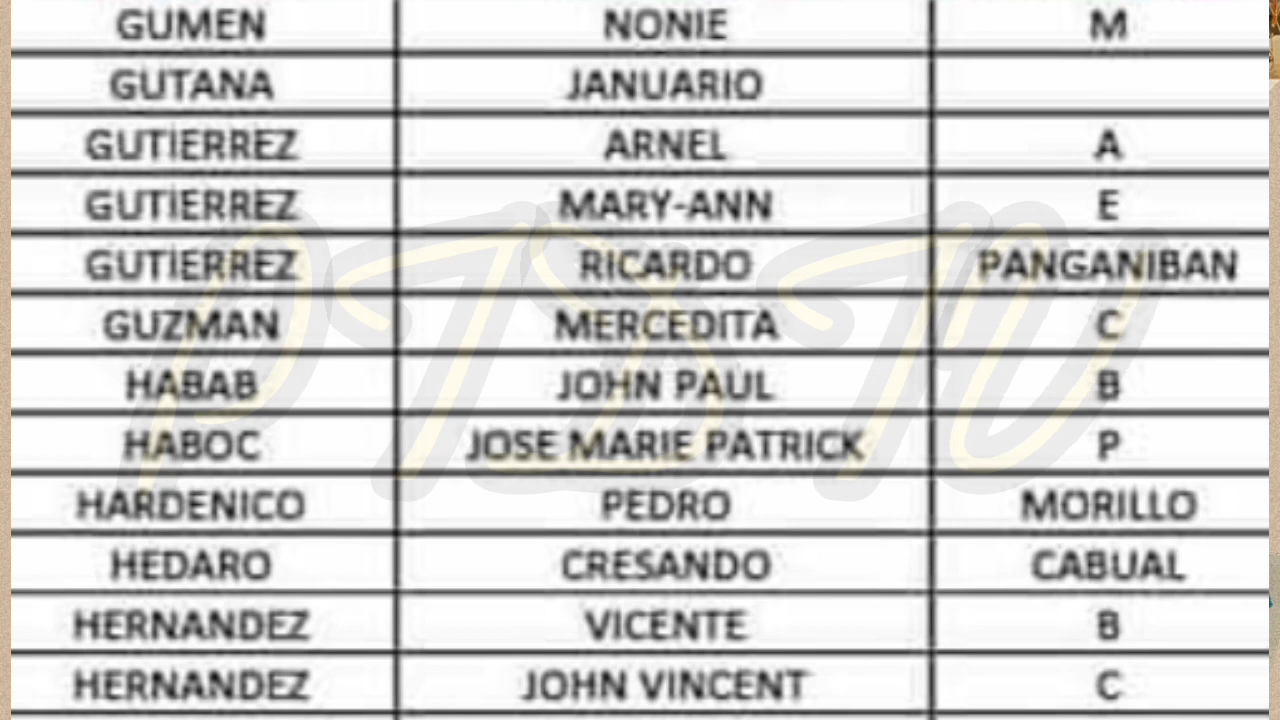 GUMEN NONIE M
GUTANA JANUARIO
GUTIERREZ ARNEL A
GUTIERREZ MARY-ANN E
GUTIERREZ RICARDO PANGANIBAN
GUZMAN MERCEDITA C
HABAB JOHN PAUL B
HABOC JOSE MARIE PATRICK P
HARDENICO PEDRO MORILLO
HEDARO CRESANDO CABUAL
HERNANDEZ VICENTE B
HERNANDEZ JOHN VINCENT C